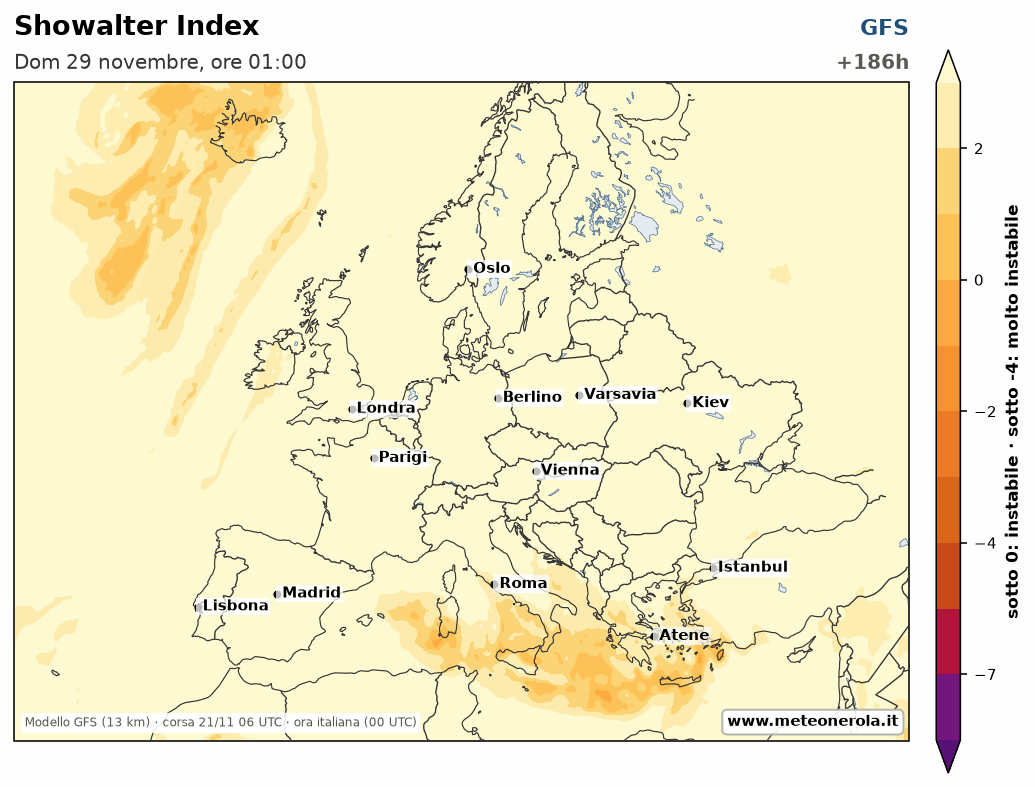 Showalter Index
GFS
Dom 29 novembre, ore 01:00
+186h
Oslo
Londra
Berlino
Varsavia
Kiev
Parigi
Vienna
Istanbul
Roma
Madrid
Lisbona
Atene
Modello GFS (13 km) · corsa 21/11 06 UTC · ora italiana (00 UTC)
www.meteonerola.it
2
0
−2
−4
−7
sotto 0: instabile · sotto -4: molto instabile